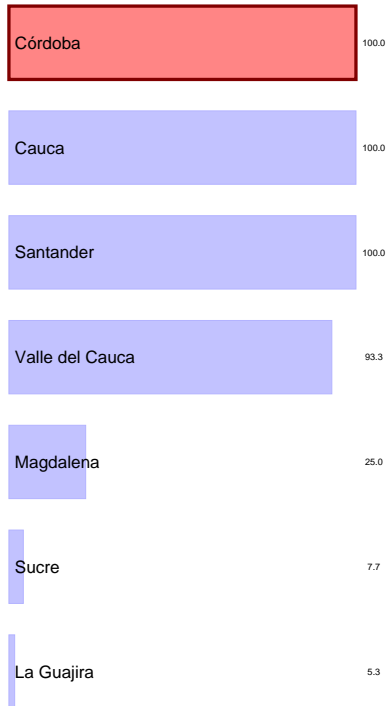 Córdoba 100.0
Cauca 100.0
Santander 100.0
Valle del Cauca 93.3
Magdalena 25.0
Sucre 7.7
La Guajira 5.3